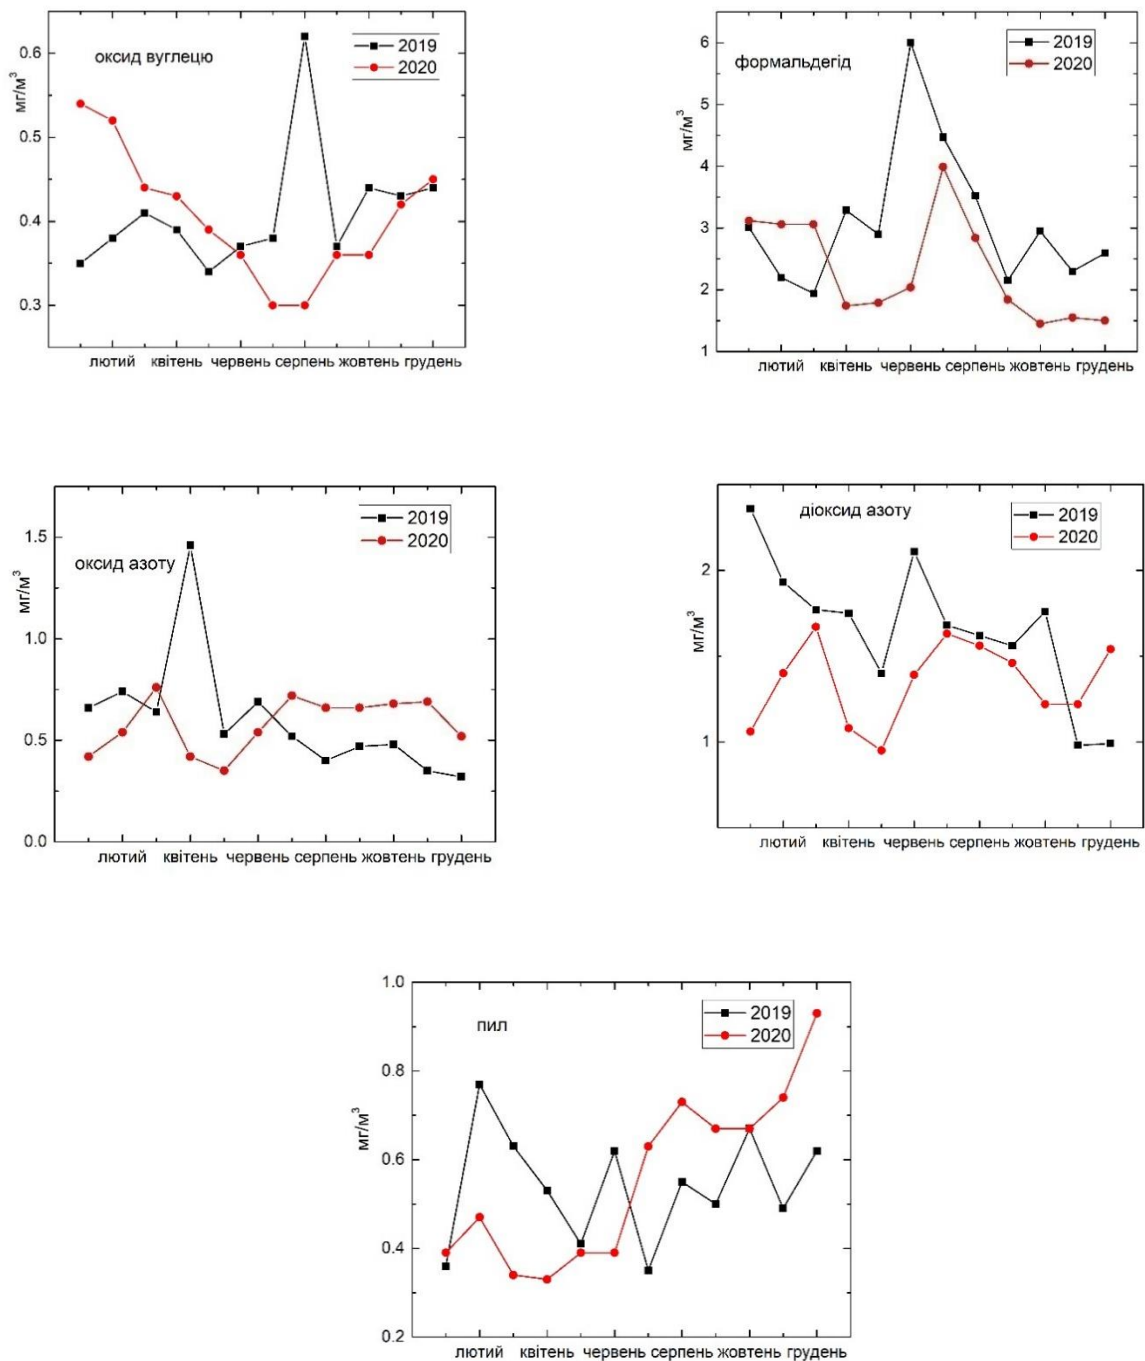 оксид вуглецю
2019
2020
мг/м³
0.6
0.5
0.4
0.3
лютий квітень червень серпень жовтень грудень
формальдегід
2019
2020
мг/м³
6
5
4
3
2
1
лютий квітень червень серпень жовтень грудень
оксид азоту
2019
2020
мг/м³
1.5
1.0
0.5
0.0
лютий квітень червень серпень жовтень грудень
діоксид азоту
2019
2020
мг/м³
2
1
лютий квітень червень серпень жовтень грудень
пил
2019
2020
мг/м³
1.0
0.8
0.6
0.4
0.2
лютий квітень червень серпень жовтень грудень